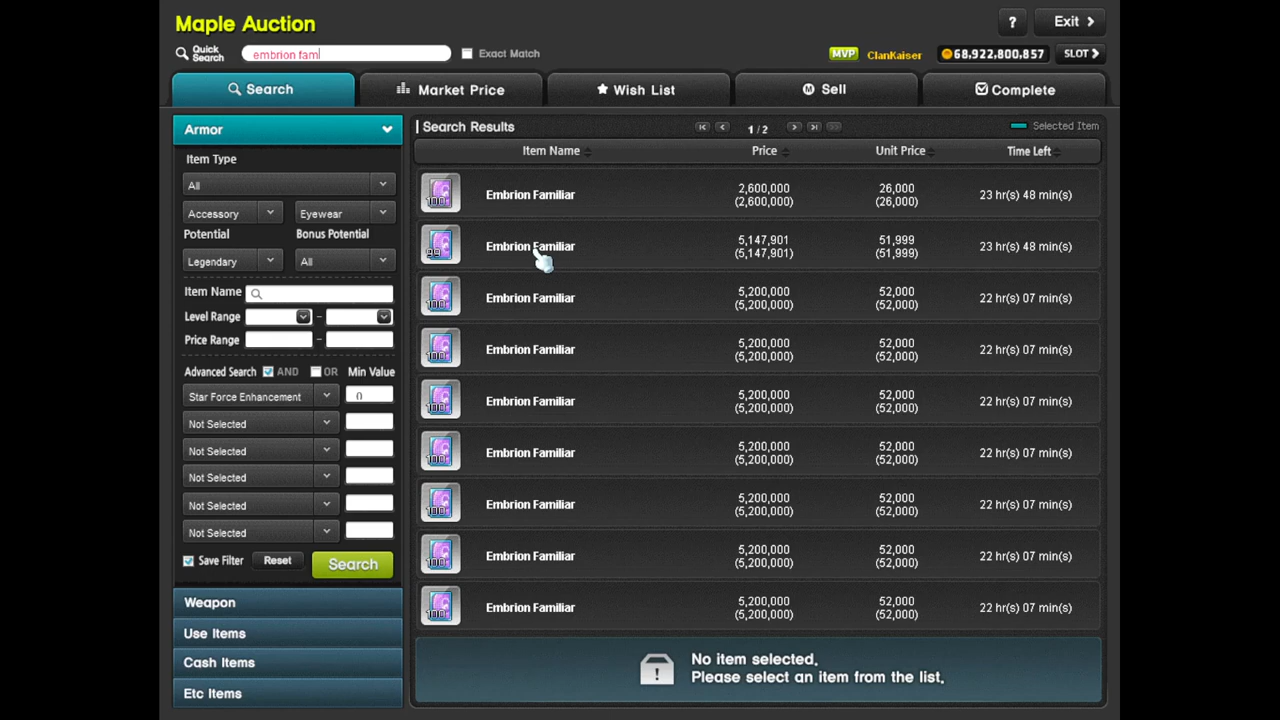 Maple Auction
?
Exit
Quick Search
embrion fam
Exact Match
MVP
ClanKaiser
68,922,800,857
SLOT
Search
Market Price
Wish List
Sell
Complete
Armor
Item Type
All
Accessory
Eyewear
Potential
Bonus Potential
Legendary
All
Item Name
Level Range
–
Price Range
–
Advanced Search
AND
OR
Min Value
Star Force Enhancement
0
Not Selected
Not Selected
Not Selected
Not Selected
Not Selected
Save Filter
Reset
Search
Weapon
Use Items
Cash Items
Etc Items
Search Results
1 / 2
Selected Item
Item Name
Price
Unit Price
Time Left
100
Embrion Familiar
2,600,000
(2,600,000)
26,000
(26,000)
23 hr(s) 48 min(s)
99
Embrion Familiar
5,147,901
(5,147,901)
51,999
(51,999)
23 hr(s) 48 min(s)
100
Embrion Familiar
5,200,000
(5,200,000)
52,000
(52,000)
22 hr(s) 07 min(s)
100
Embrion Familiar
5,200,000
(5,200,000)
52,000
(52,000)
22 hr(s) 07 min(s)
100
Embrion Familiar
5,200,000
(5,200,000)
52,000
(52,000)
22 hr(s) 07 min(s)
100
Embrion Familiar
5,200,000
(5,200,000)
52,000
(52,000)
22 hr(s) 07 min(s)
100
Embrion Familiar
5,200,000
(5,200,000)
52,000
(52,000)
22 hr(s) 07 min(s)
100
Embrion Familiar
5,200,000
(5,200,000)
52,000
(52,000)
22 hr(s) 07 min(s)
100
Embrion Familiar
5,200,000
(5,200,000)
52,000
(52,000)
22 hr(s) 07 min(s)
No item selected.
Please select an item from the list.